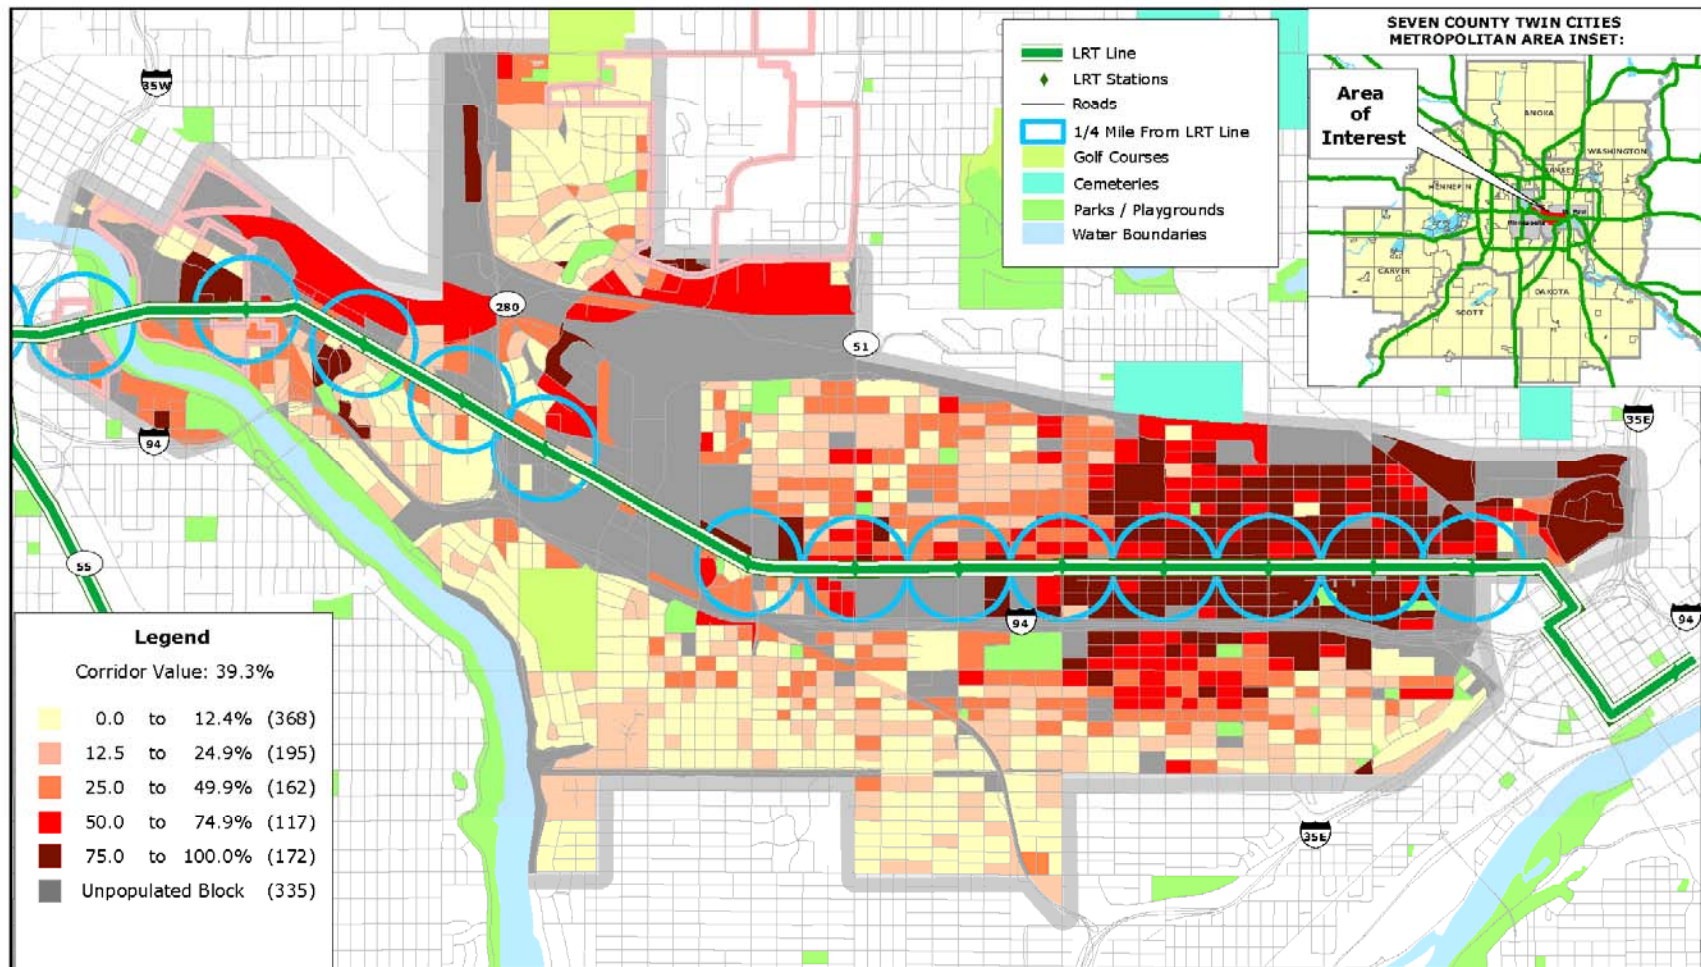 LRT Line
LRT Stations
Roads
1/4 Mile From LRT Line
Golf Courses
Cemeteries
Parks / Playgrounds
Water Boundaries
SEVEN COUNTY TWIN CITIES
METROPOLITAN AREA INSET:
Area
of
Interest
ANOKA
WASHINGTON
HENNEPIN
RAMSEY
CARVER
SCOTT
DAKOTA
35W
280
51
94
35E
55
94
94
35E
Legend
Corridor Value: 39.3%
0.0 to 12.4% (368)
12.5 to 24.9% (195)
25.0 to 49.9% (162)
50.0 to 74.9% (117)
75.0 to 100.0% (172)
Unpopulated Block (335)